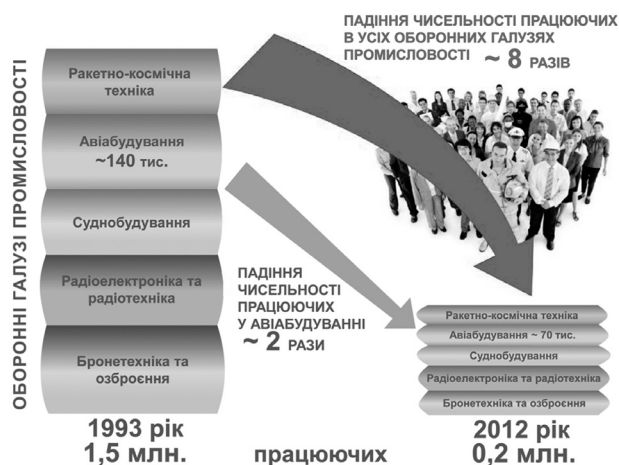 ПАДІННЯ ЧИСЕЛЬНОСТІ ПРАЦЮЮЧИХ
В УСІХ ОБОРОННИХ ГАЛУЗЯХ
ПРОМИСЛОВОСТІ ~ 8 РАЗІВ
ОБОРОННІ ГАЛУЗІ ПРОМИСЛОВОСТІ
Ракетно-космічна
техніка
Авіабудування
~140 тис.
Суднобудування
Радіоелектроніка та
радіотехніка
Бронетехніка та
озброєння
ПАДІННЯ
ЧИСЕЛЬНОСТІ
ПРАЦЮЮЧИХ
У АВІАБУДУВАННІ
~ 2 РАЗИ
Ракетно-космічна техніка
Авіабудування ~ 70 тис.
Суднобудування
Радіоелектроніка та радіотехніка
Бронетехніка та озброєння
1993 рік
1,5 млн.
працюючих
2012 рік
0,2 млн.